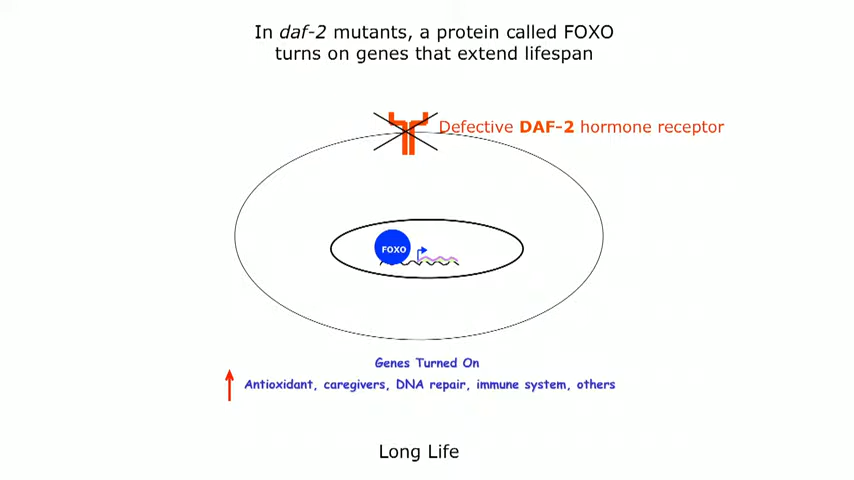 In daf-2 mutants, a protein called FOXO
turns on genes that extend lifespan
Defective DAF-2 hormone receptor
FOXO
Genes Turned On
Antioxidant, caregivers, DNA repair, immune system, others
Long Life